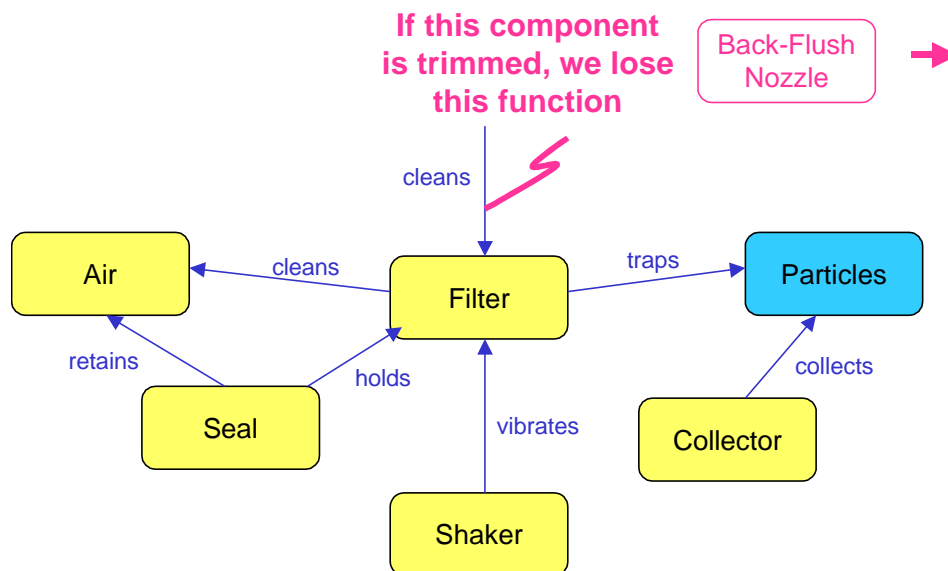 If this component
is trimmed, we lose
this function
Back-Flush
Nozzle
cleans
Air
cleans
Filter
traps
Particles
retains
holds
collects
Seal
vibrates
Collector
Shaker